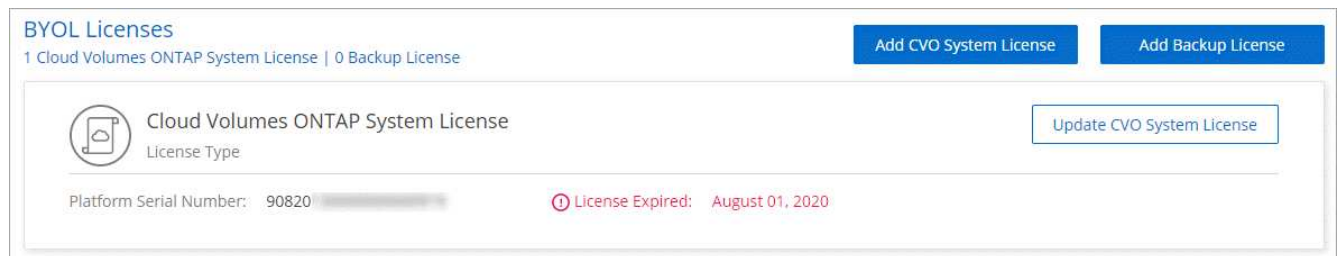 BYOL Licenses
1 Cloud Volumes ONTAP System License | 0 Backup License
Add CVO System License
Add Backup License
Cloud Volumes ONTAP System License
License Type
Update CVO System License
Platform Serial Number: 90820
License Expired: August 01, 2020